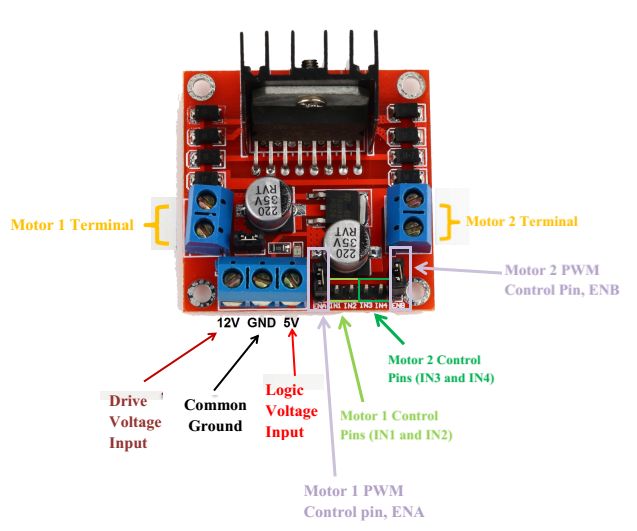 220
35V
RVT
220
35V
RVT
Motor 1 Terminal
Motor 2 Terminal
Motor 2 PWM
Control Pin, ENB
ENA IN1 IN2 IN3 IN4 ENB
12V GND 5V
Motor 2 Control
Pins (IN3 and IN4)
Drive
Voltage
Input
Common
Ground
Logic
Voltage
Input
Motor 1 Control
Pins (IN1 and IN2)
Motor 1 PWM
Control pin, ENA